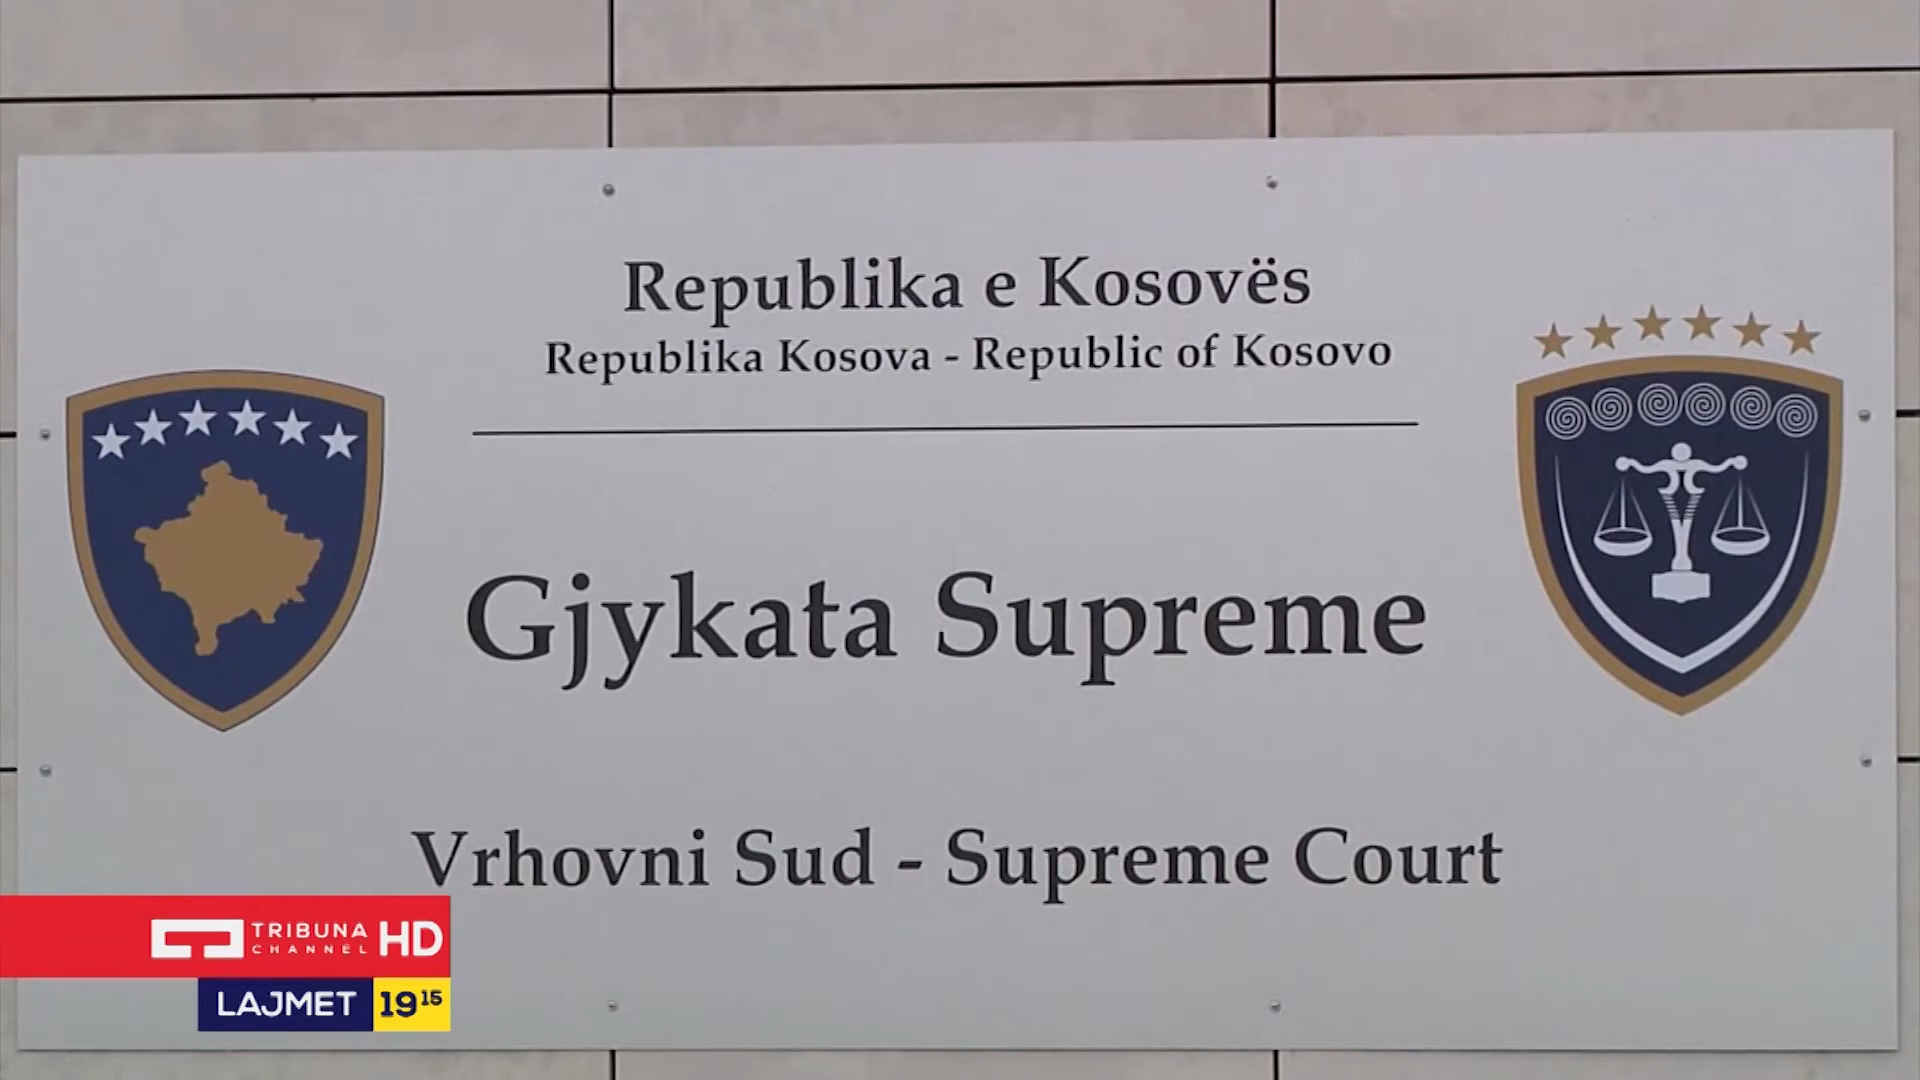 Republika e Kosovës
Republika Kosova - Republic of Kosovo
Gjykata Supreme
Vrhovni Sud - Supreme Court
TRIBUNA
CHANNEL
HD
LAJMET 19 15